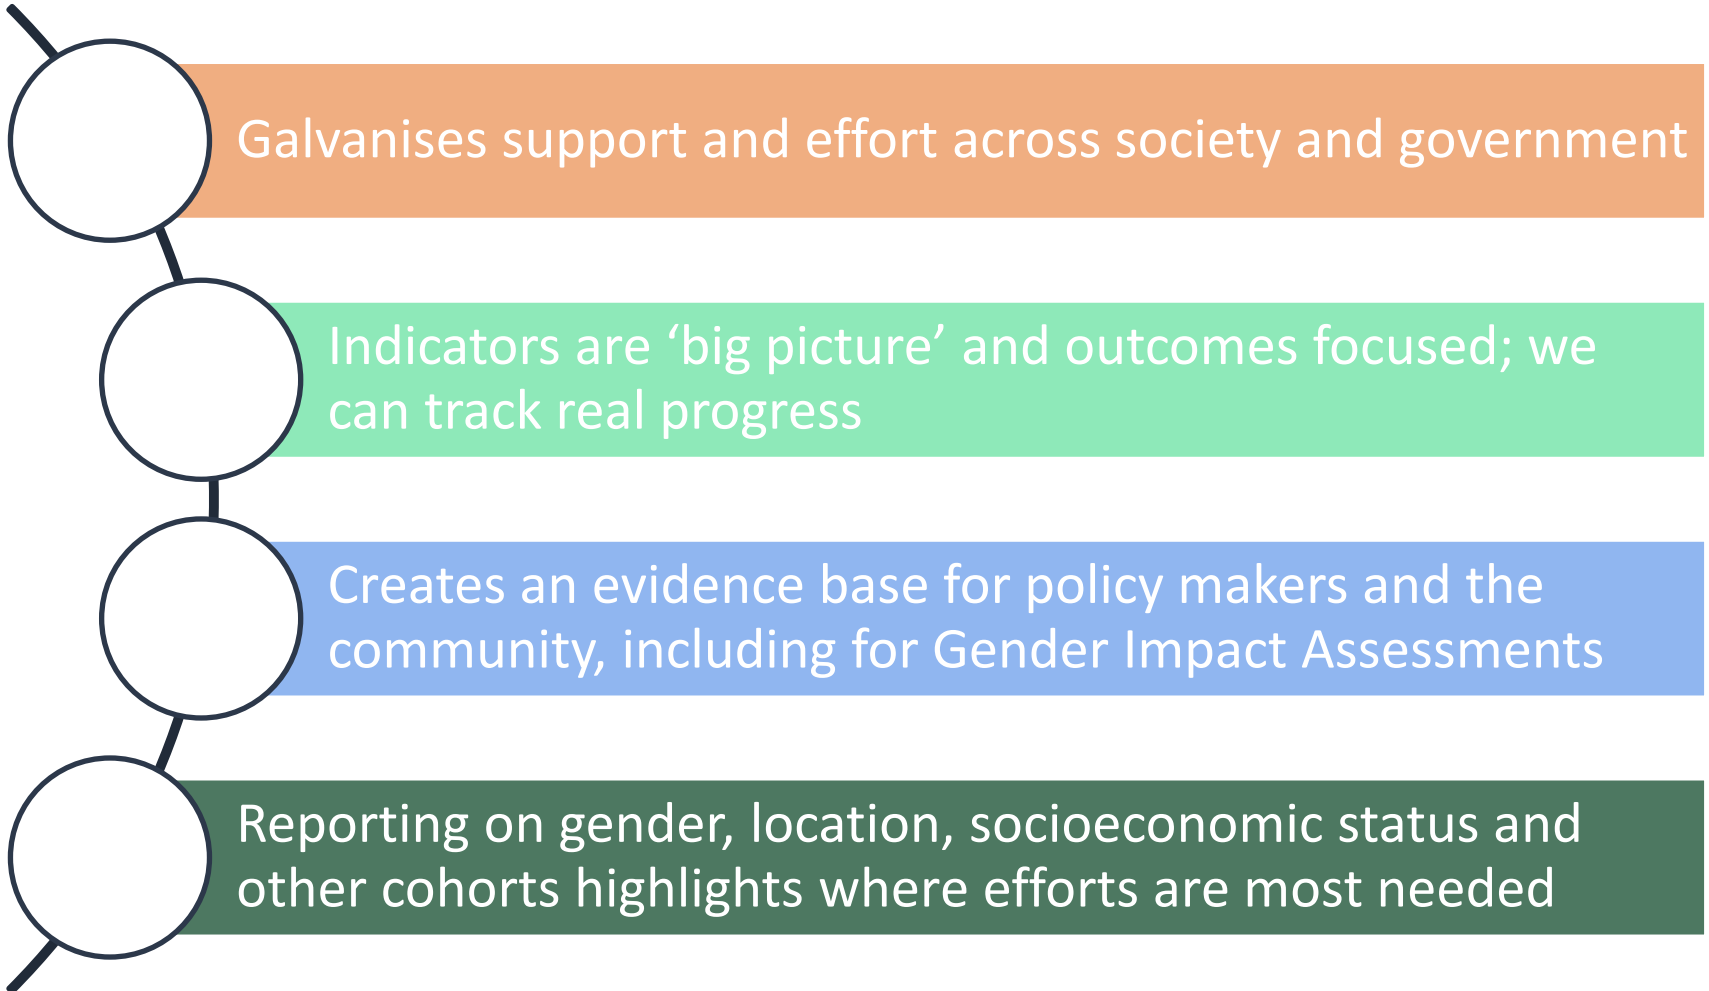 Galvanises support and effort across society and government
Indicators are ‘big picture’ and outcomes focused; we
can track real progress
Creates an evidence base for policy makers and the
community, including for Gender Impact Assessments
Reporting on gender, location, socioeconomic status and
other cohorts highlights where efforts are most needed